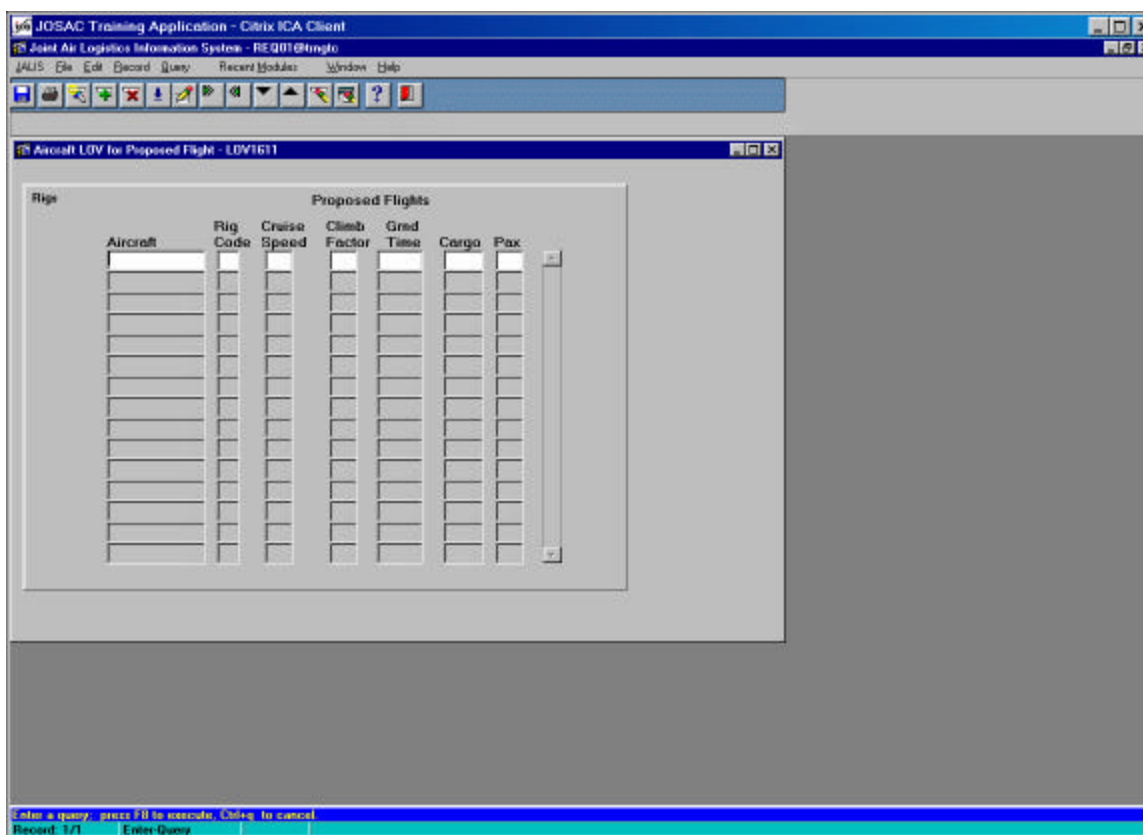 JOSAC Training Application - Citrix ICA Client
Joint Air Logistics Information System - REQ01@trngto
JALIS File Edit Record Query Recent Modules Window Help
Aircraft LOV for Proposed Flight - LOV1611
Rigs Proposed Flights
Rig Cruise Climb Grnd
Aircraft Code Speed Factor Time Cargo Pax
Enter a query; press F8 to execute, Ctrl+q to cancel.
Record: 1/1 Enter-Query